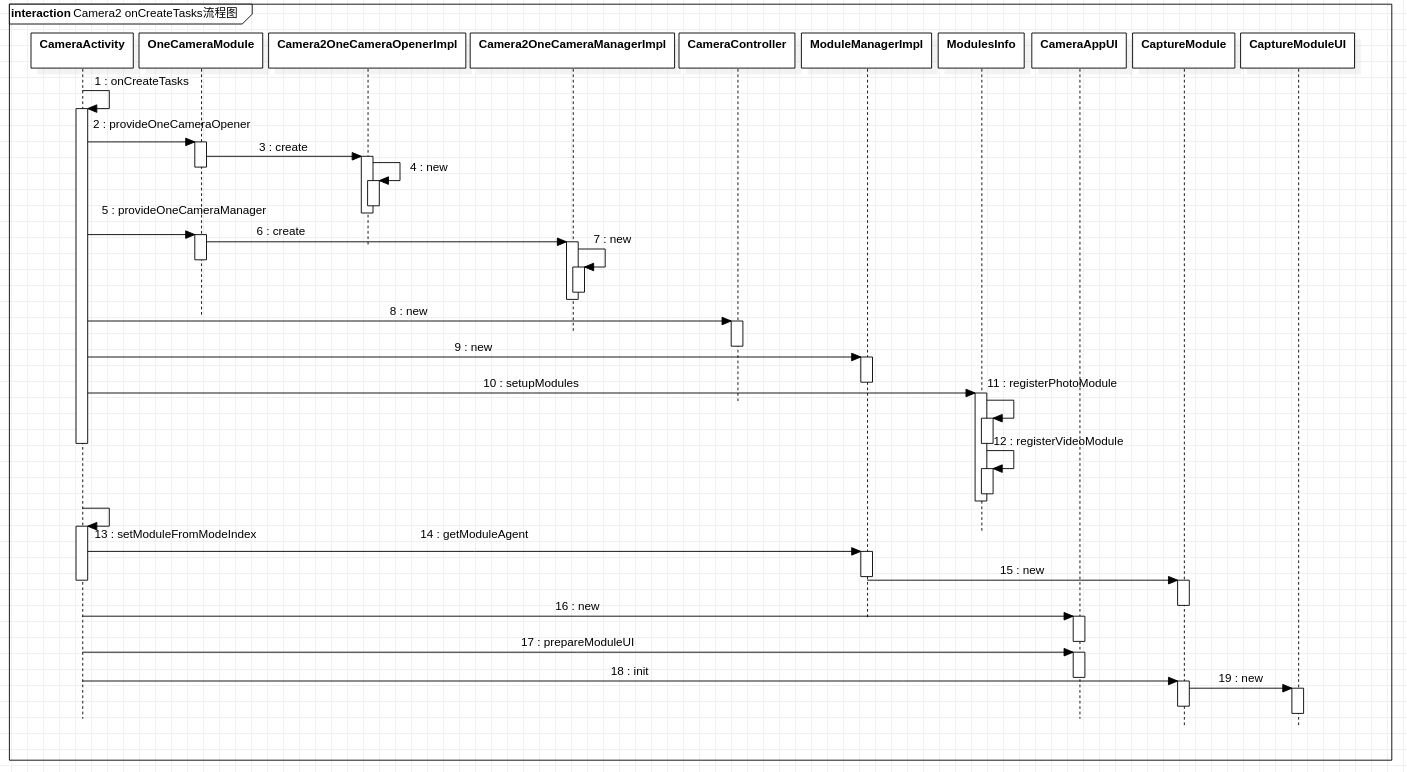 interaction Camera2 onCreateTasks流程图
CameraActivity
OneCameraModule
Camera2OneCameraOpenerImpl
Camera2OneCameraManagerImpl
CameraController
ModuleManagerImpl
ModulesInfo
CameraAppUI
CaptureModule
CaptureModuleUI
1 : onCreateTasks
2 : provideOneCameraOpener
3 : create
4 : new
5 : provideOneCameraManager
6 : create
7 : new
8 : new
9 : new
10 : setupModules
11 : registerPhotoModule
12 : registerVideoModule
13 : setModuleFromModeIndex
14 : getModuleAgent
15 : new
16 : new
17 : prepareModuleUI
18 : init
19 : new